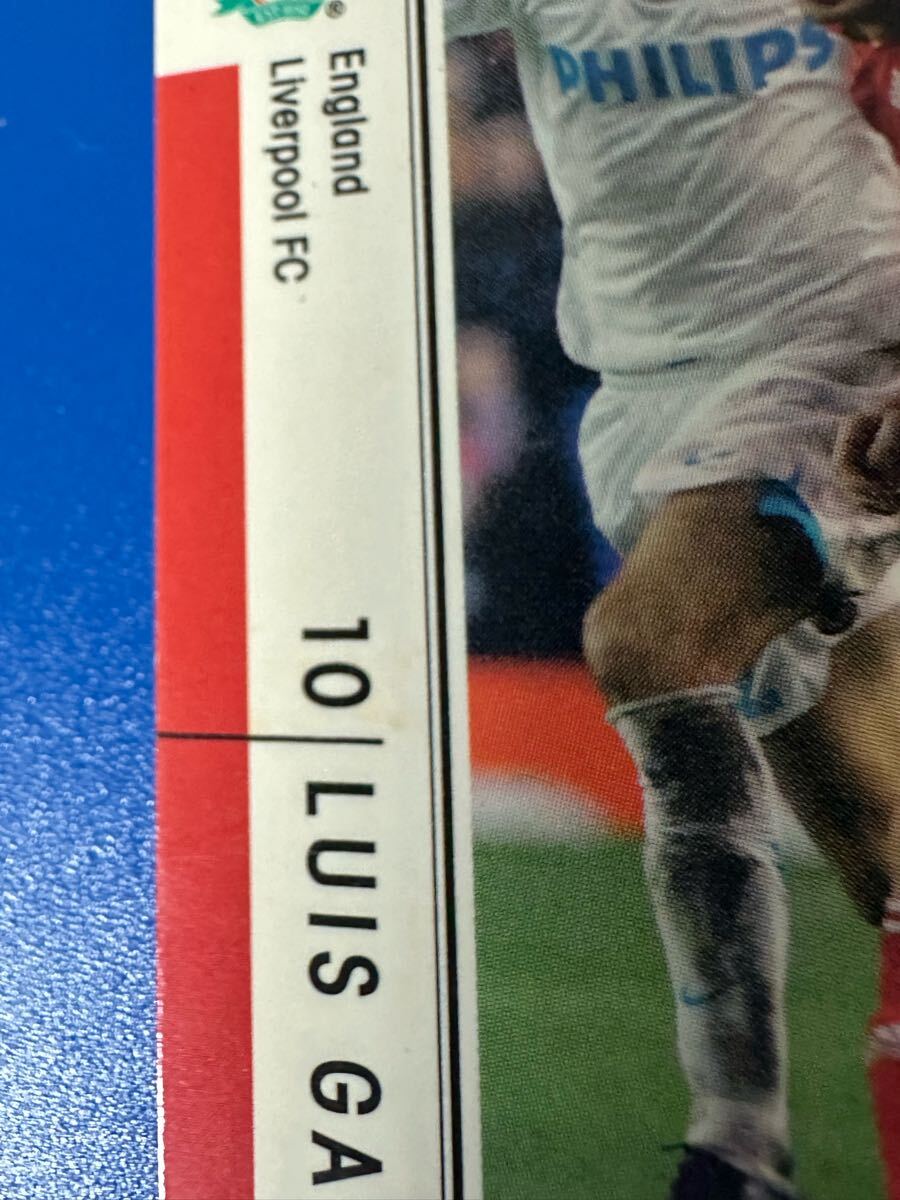 England
Liverpool FC
10 LUIS GA
PHILIPS